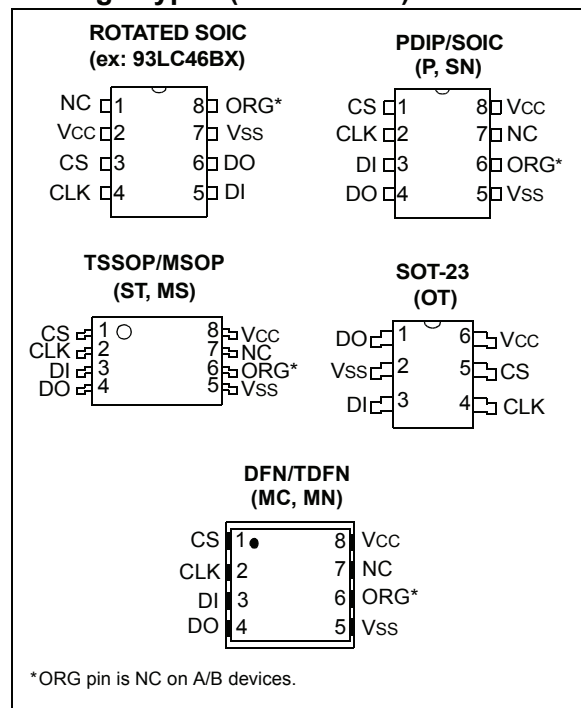 ROTATED SOIC
(ex: 93LC46BX)
NC 1 8 ORG*
VCC 2 7 VSS
CS 3 6 DO
CLK 4 5 DI
PDIP/SOIC
(P, SN)
CS 1 8 VCC
CLK 2 7 NC
DI 3 6 ORG*
DO 4 5 VSS
TSSOP/MSOP
(ST, MS)
CS 1 8 VCC
CLK 2 7 NC
DI 3 6 ORG*
DO 4 5 VSS
SOT-23
(OT)
DO 1 6 VCC
VSS 2 5 CS
DI 3 4 CLK
DFN/TDFN
(MC, MN)
CS 1 8 VCC
CLK 2 7 NC
DI 3 6 ORG*
DO 4 5 VSS
*ORG pin is NC on A/B devices.